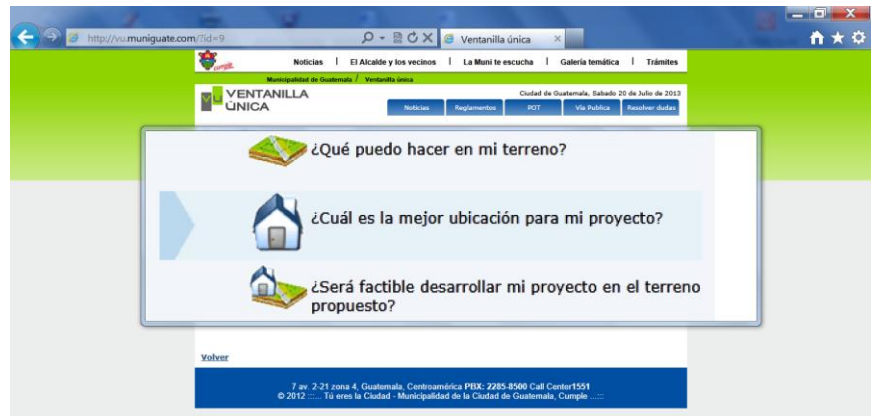 http://vu.muniguate.com/?id=9
Ventanilla única
cumple
Noticias | El Alcalde y los vecinos | La Muni te escucha | Galería temática | Trámites
Municipalidad de Guatemala / Ventanilla única
VU VENTANILLA ÚNICA
Ciudad de Guatemala, Sabado 20 de Julio de 2013
Noticias Reglamentos POT Vía Publica Resolver dudas
¿Qué puedo hacer en mi terreno?
¿Cuál es la mejor ubicación para mi proyecto?
¿Será factible desarrollar mi proyecto en el terreno
propuesto?
Volver
7 av. 2-21 zona 4, Guatemala, Centroamérica PBX: 2285-8500 Call Center1551
© 2012 :::... Tú eres la Ciudad - Municipalidad de la Ciudad de Guatemala, Cumple ...:::